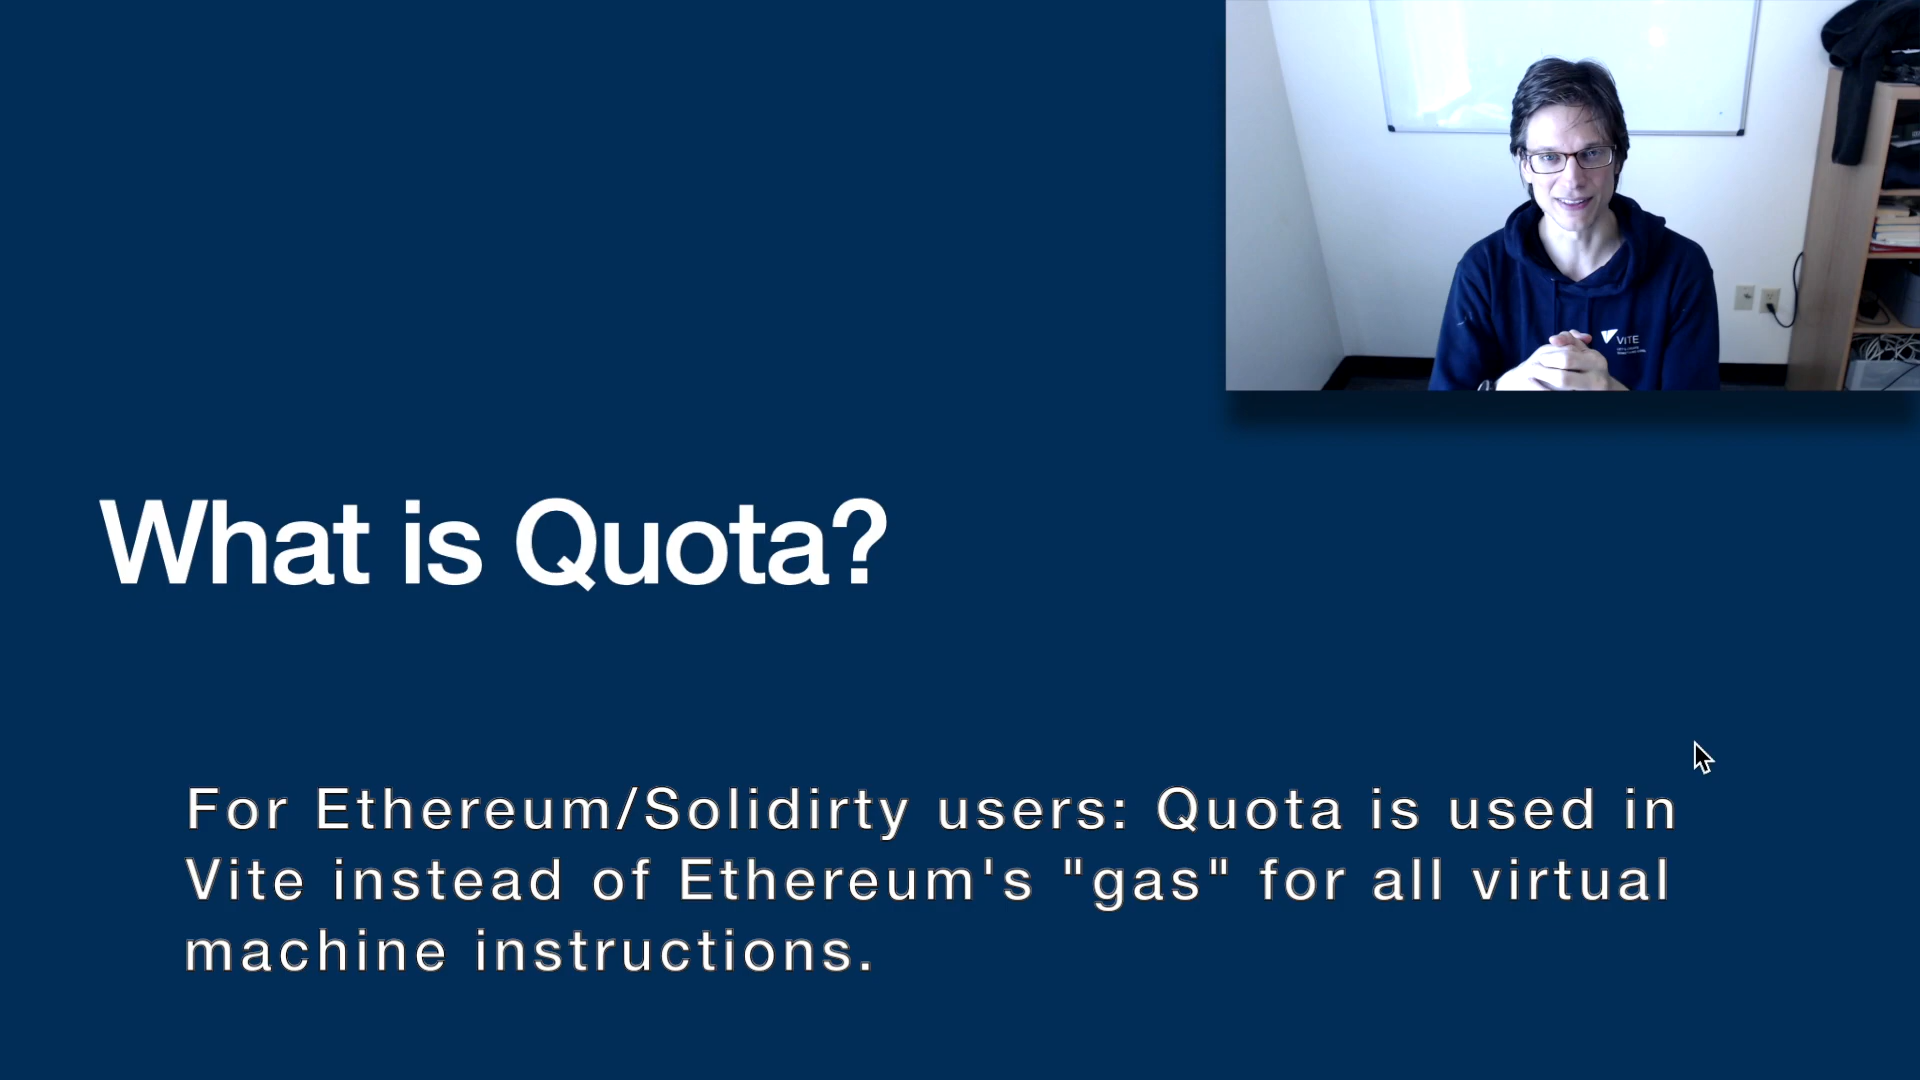 VITE
What is Quota?
For Ethereum/Solidirty users: Quota is used in
Vite instead of Ethereum's "gas" for all virtual
machine instructions.